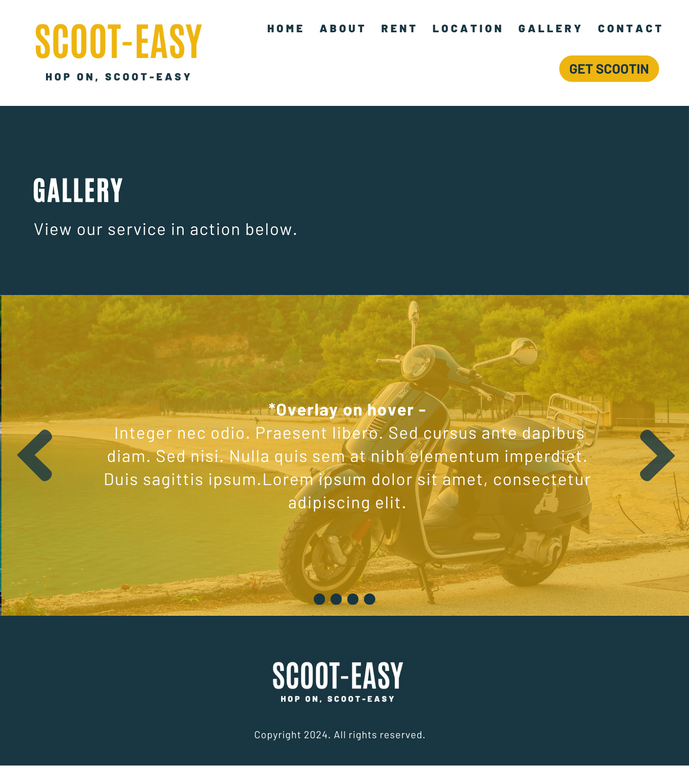 SCOOT-EASY
HOP ON, SCOOT-EASY
HOME ABOUT RENT LOCATION GALLERY CONTACT
GET SCOOTIN
GALLERY
View our service in action below.
*Overlay on hover -
Integer nec odio. Praesent libero. Sed cursus ante dapibus
diam. Sed nisi. Nulla quis sem at nibh elementum imperdiet.
Duis sagittis ipsum.Lorem ipsum dolor sit amet, consectetur
adipiscing elit.
SCOOT-EASY
HOP ON, SCOOT-EASY
Copyright 2024. All rights reserved.